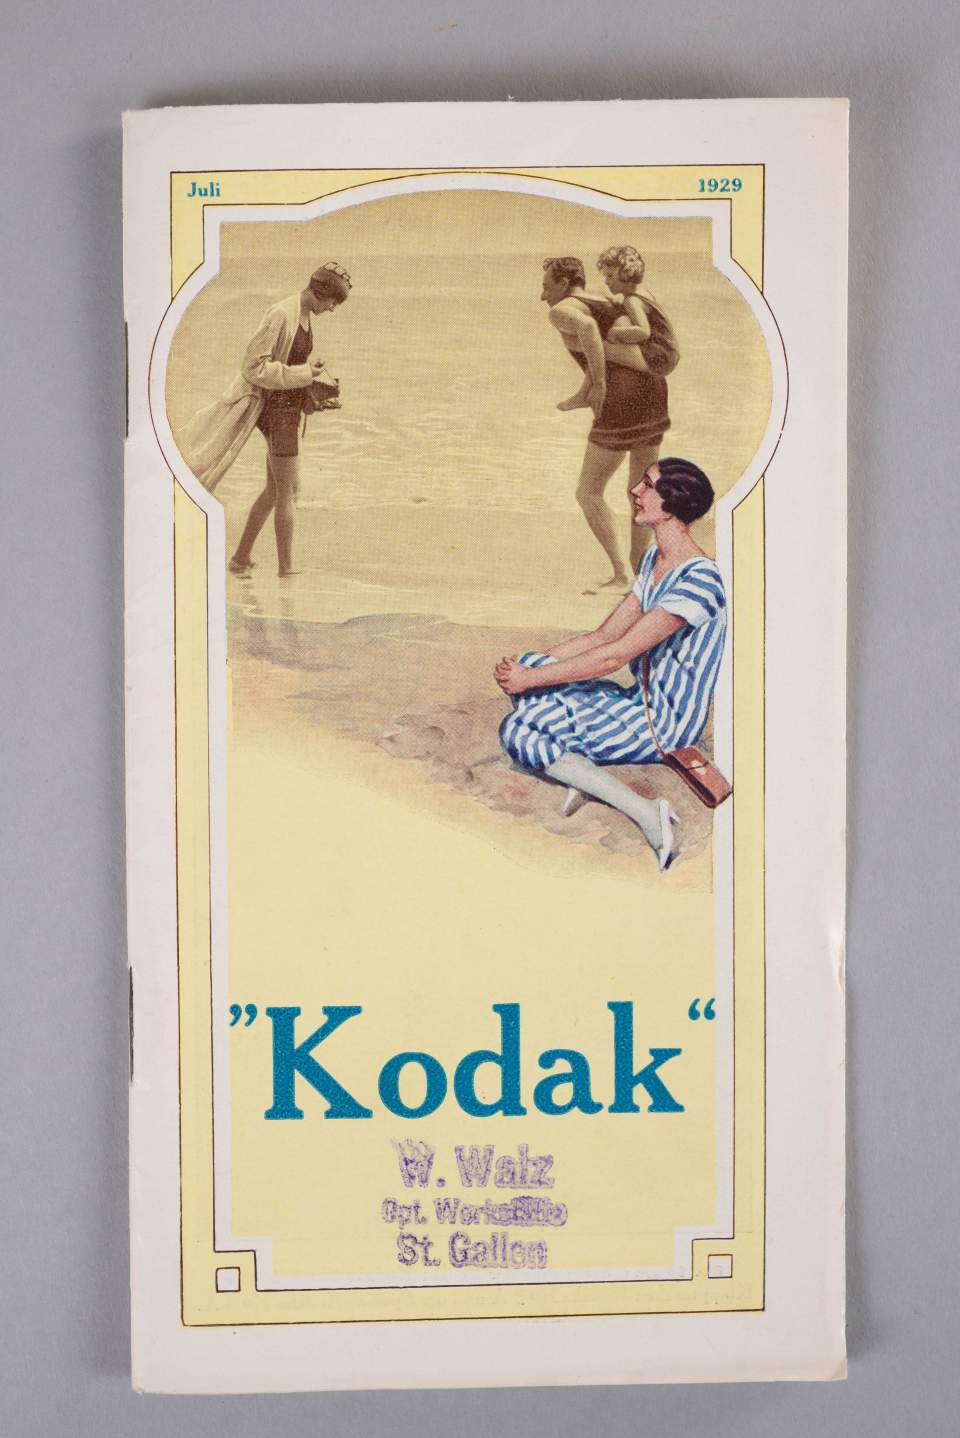 Juli 1929
"Kodak"
W. Walz
Opt. Werkstätte
St. Gallen